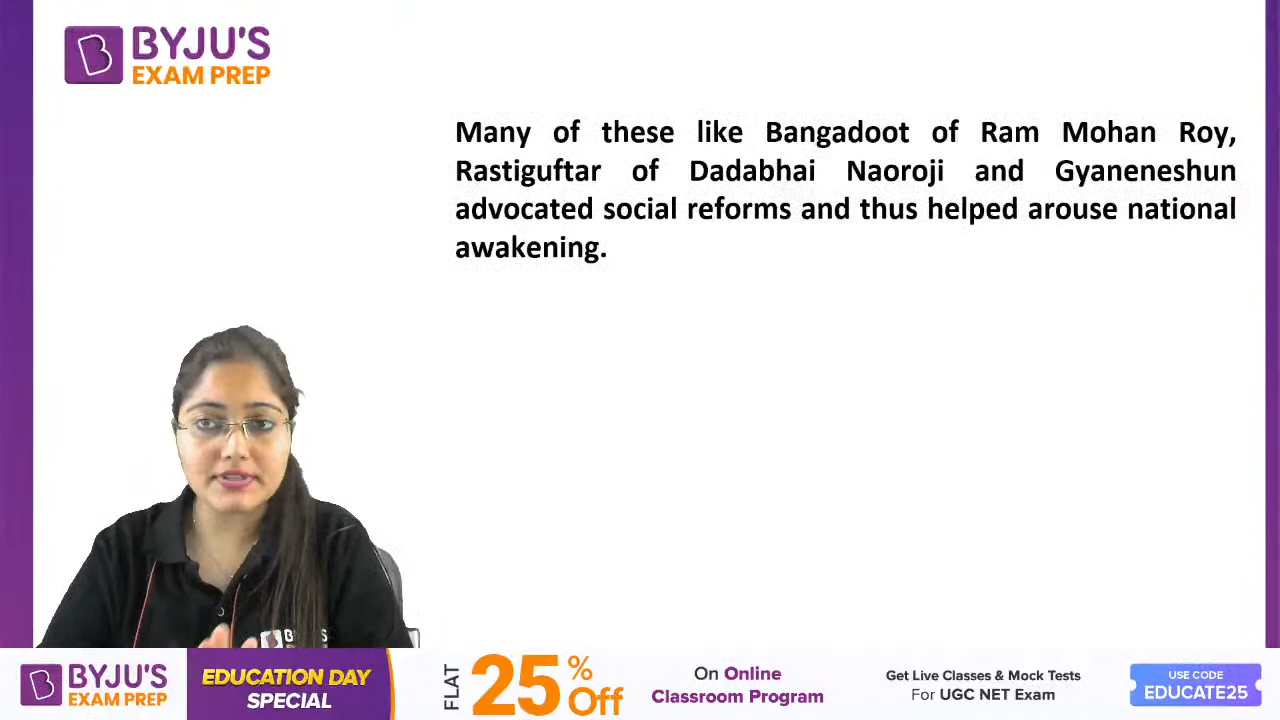 BYJU'S
EXAM PREP
Many of these like Bangadoot of Ram Mohan Roy,
Rastiguftar of Dadabhai Naoroji and Gyaneneshun
advocated social reforms and thus helped arouse national
awakening.
BYJU'S
EXAM PREP
EDUCATION DAY
SPECIAL
FLAT
25% Off
On Online
Classroom Program
Get Live Classes & Mock Tests
For UGC NET Exam
USE CODE
EDUCATE25